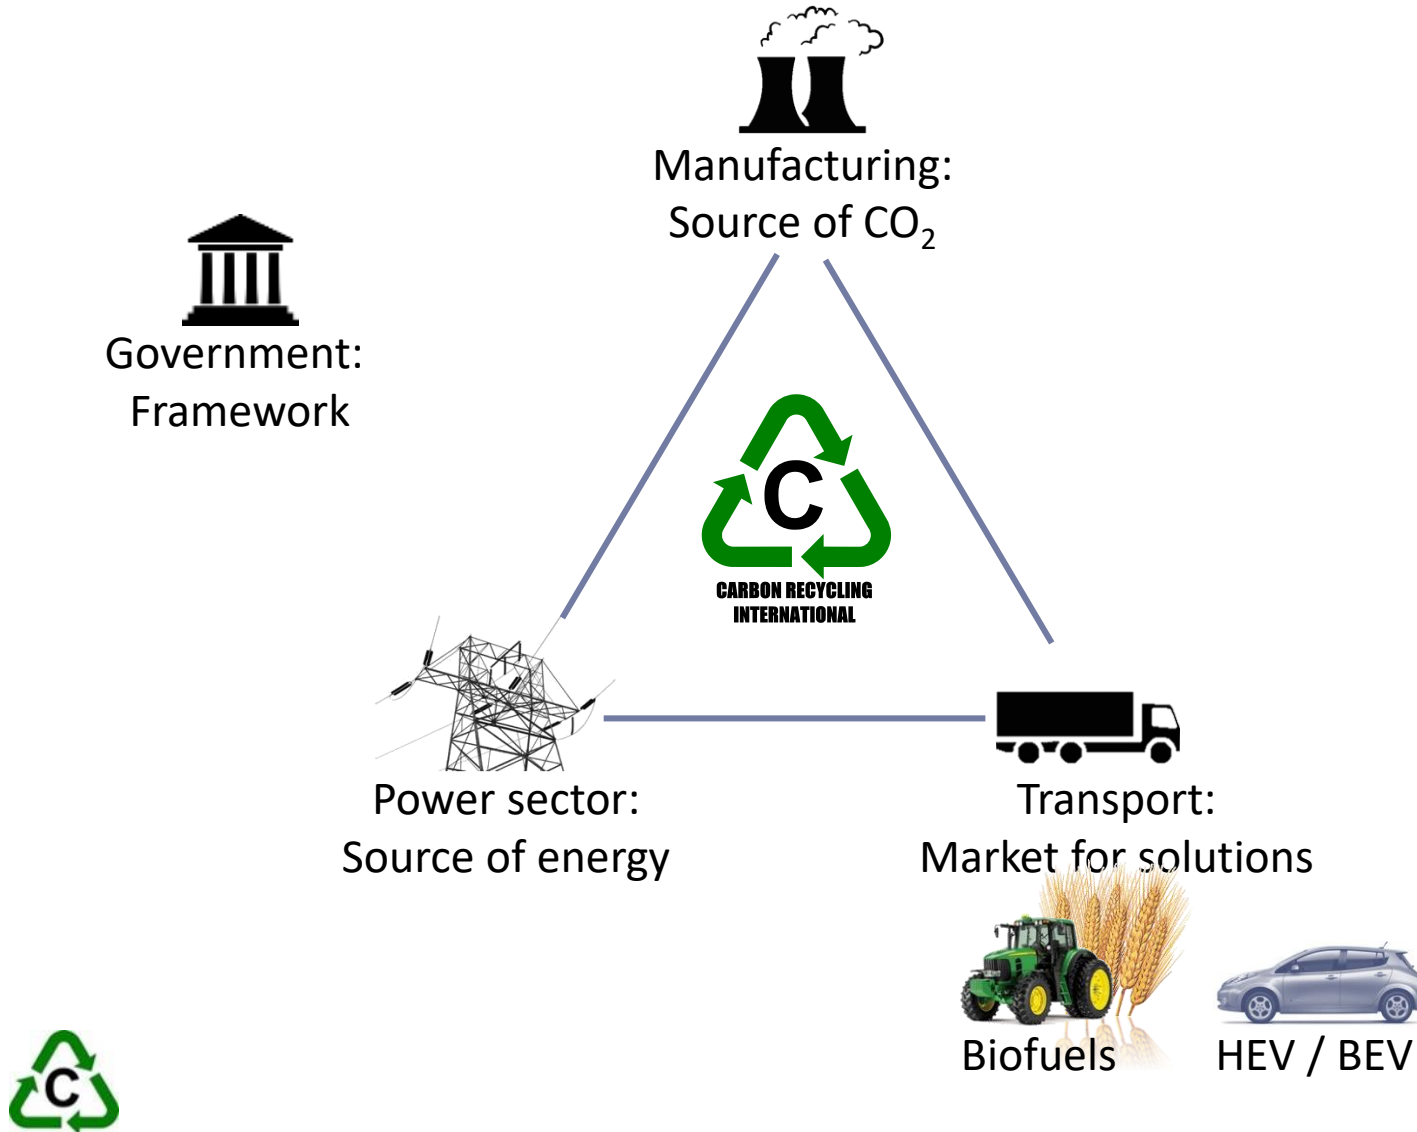 Manufacturing:
Source of CO₂
Government:
Framework
C
CARBON RECYCLING
INTERNATIONAL
Power sector:
Source of energy
Transport:
Market for solutions
Biofuels
HEV / BEV
C